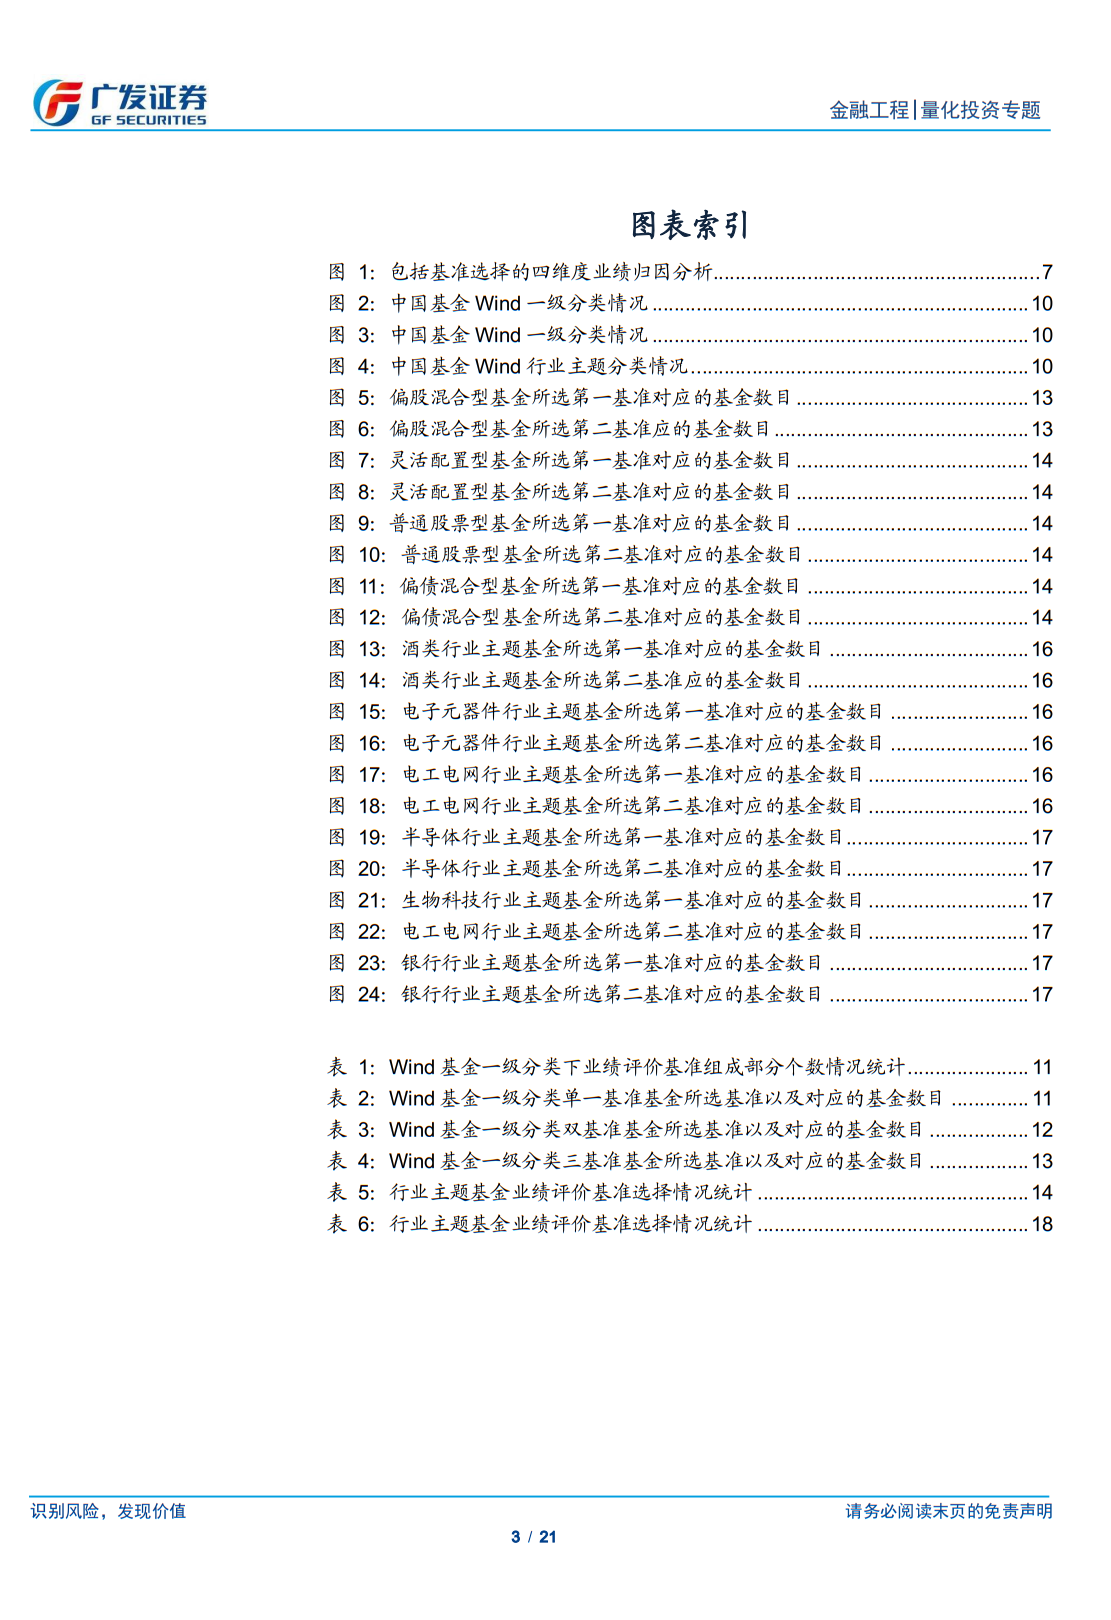 广发证券
GF SECURITIES
金融工程|量化投资专题
图表索引
图 1：包括基准选择的四维度业绩归因分析............................................................7
图 2：中国基金 Wind 一级分类情况....................................................................10
图 3：中国基金 Wind 一级分类情况....................................................................10
图 4：中国基金 Wind 行业主题分类情况.............................................................10
图 5：偏股混合型基金所选第一基准对应的基金数目..........................................13
图 6：偏股混合型基金所选第二基准应的基金数目..............................................13
图 7：灵活配置型基金所选第一基准对应的基金数目..........................................14
图 8：灵活配置型基金所选第二基准对应的基金数目..........................................14
图 9：普通股票型基金所选第一基准对应的基金数目..........................................14
图 10：普通股票型基金所选第二基准对应的基金数目........................................14
图 11：偏债混合型基金所选第一基准对应的基金数目........................................14
图 12：偏债混合型基金所选第二基准对应的基金数目........................................14
图 13：酒类行业主题基金所选第一基准对应的基金数目....................................16
图 14：酒类行业主题基金所选第二基准应的基金数目........................................16
图 15：电子元器件行业主题基金所选第一基准对应的基金数目.........................16
图 16：电子元器件行业主题基金所选第二基准对应的基金数目.........................16
图 17：电工电网行业主题基金所选第一基准对应的基金数目.............................16
图 18：电工电网行业主题基金所选第二基准对应的基金数目.............................16
图 19：半导体行业主题基金所选第一基准对应的基金数目.................................17
图 20：半导体行业主题基金所选第二基准对应的基金数目.................................17
图 21：生物科技行业主题基金所选第一基准对应的基金数目.............................17
图 22：电工电网行业主题基金所选第二基准对应的基金数目.............................17
图 23：银行行业主题基金所选第一基准对应的基金数目....................................17
图 24：银行行业主题基金所选第二基准对应的基金数目....................................17
表 1：Wind 基金一级分类下业绩评价基准组成部分个数情况统计......................11
表 2：Wind 基金一级分类单一基准基金所选基准以及对应的基金数目..............11
表 3：Wind 基金一级分类双基准基金所选基准以及对应的基金数目..................12
表 4：Wind 基金一级分类三基准基金所选基准以及对应的基金数目..................13
表 5：行业主题基金业绩评价基准选择情况统计.................................................14
表 6：行业主题基金业绩评价基准选择情况统计.................................................18
识别风险，发现价值
请务必阅读末页的免责声明
3 / 21